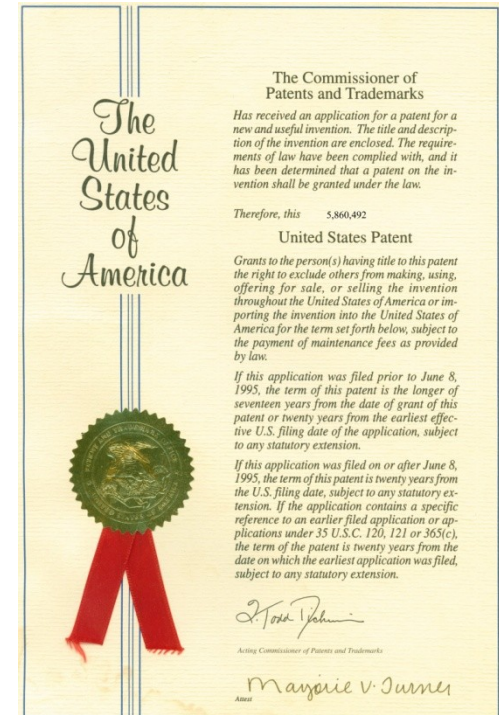 The
United
States
of
America
The Commissioner of
Patents and Trademarks
Has received an application for a patent for a
new and useful invention. The title and descrip-
tion of the invention are enclosed. The require-
ments of law have been complied with, and it
has been determined that a patent on the in-
vention shall be granted under the law.
Therefore, this 5,860,492
United States Patent
Grants to the person(s) having title to this patent
the right to exclude others from making, using,
offering for sale, or selling the invention
throughout the United States of America or im-
porting the invention into the United States of
America for the term set forth below, subject to
the payment of maintenance fees as provided
by law.
If this application was filed prior to June 8,
1995, the term of this patent is the longer of
seventeen years from the date of grant of this
patent or twenty years from the earliest effec-
tive U.S. filing date of the application, subject
to any statutory extension.
If this application was filed on or after June 8,
1995, the term of this patent is twenty years from
the U.S. filing date, subject to any statutory ex-
tension. If the application contains a specific
reference to an earlier filed application or ap-
plications under 35 U.S.C. 120, 121 or 365(c),
the term of the patent is twenty years from the
date on which the earliest application was filed,
subject to any statutory extension.
Acting Commissioner of Patents and Trademarks
Marjorie V. Turner
Attest